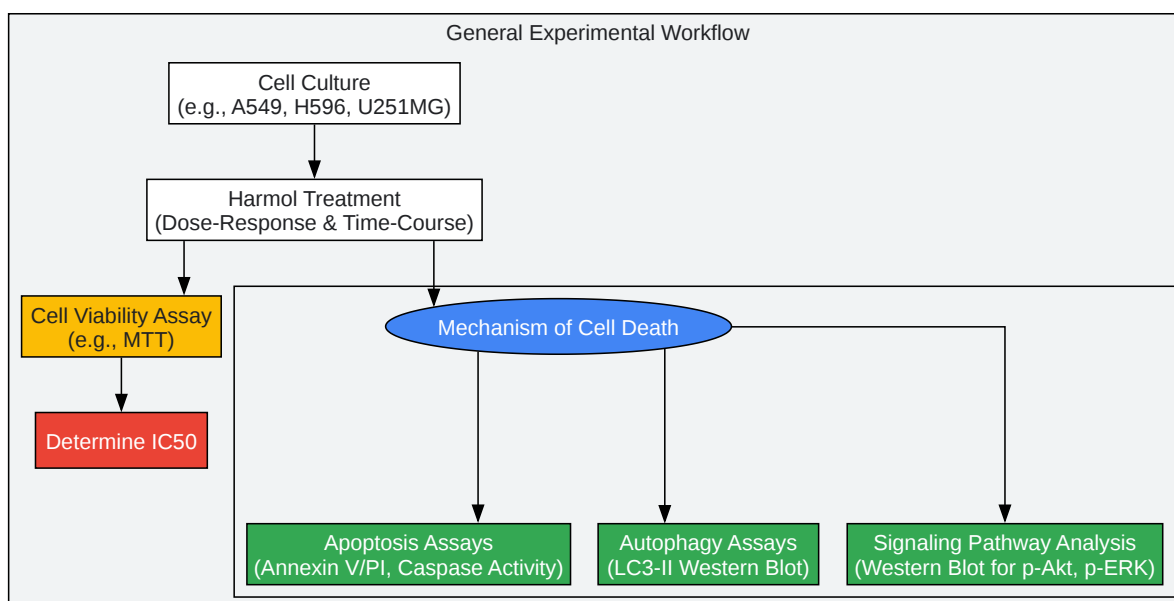 General Experimental Workflow
Cell Culture
(e.g., A549, H596, U251MG)
Harmol Treatment
(Dose-Response & Time-Course)
Cell Viability Assay
(e.g., MTT)
Mechanism of Cell Death
Determine IC50
Apoptosis Assays
(Annexin V/PI, Caspase Activity)
Autophagy Assays
(LC3-II Western Blot)
Signaling Pathway Analysis
(Western Blot for p-Akt, p-ERK)